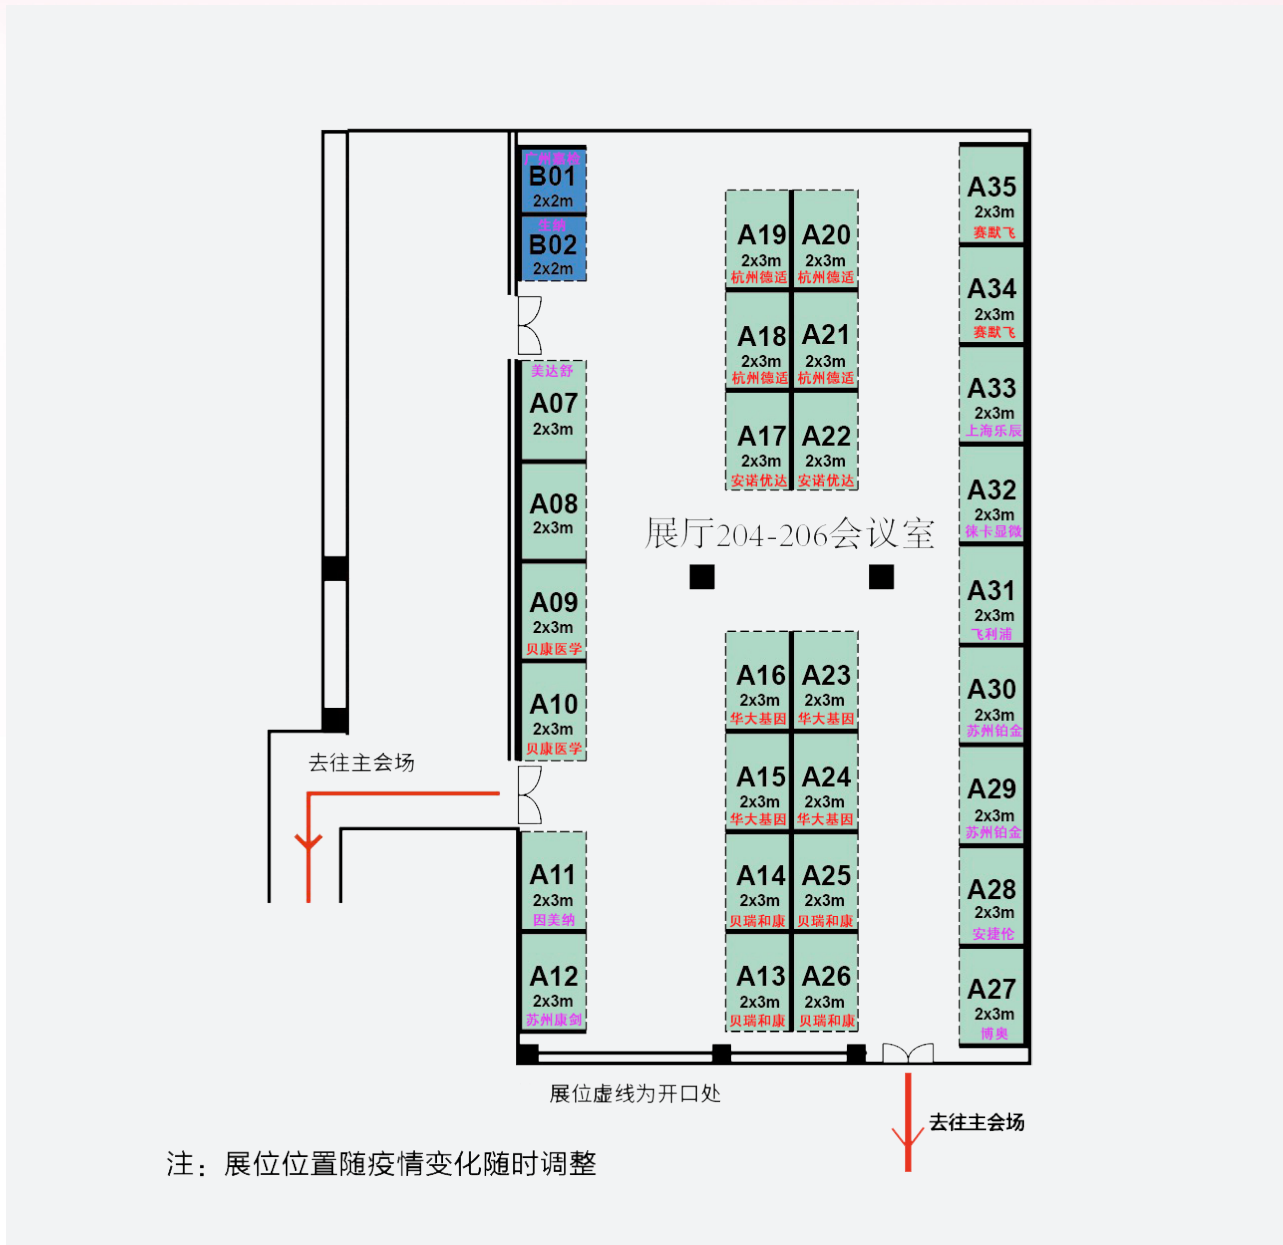 B01
2x2m
B02
2x2m
美达舒
A07
2x3m
A08
2x3m
A09
2x3m
贝康医学
A10
2x3m
贝康医学
A11
2x3m
因美纳
A12
2x3m
苏州康剑
A19
2x3m
杭州德适
A20
2x3m
杭州德适
A18
2x3m
杭州德适
A21
2x3m
杭州德适
A17
2x3m
安诺优达
A22
2x3m
安诺优达
展厅204-206会议室
A16
2x3m
华大基因
A23
2x3m
华大基因
A15
2x3m
华大基因
A24
2x3m
华大基因
A14
2x3m
贝瑞和康
A25
2x3m
贝瑞和康
A13
2x3m
贝瑞和康
A26
2x3m
贝瑞和康
A35
2x3m
赛默飞
A34
2x3m
赛默飞
A33
2x3m
上海乐辰
A32
2x3m
徕卡显微
A31
2x3m
飞利浦
A30
2x3m
苏州铂金
A29
2x3m
苏州铂金
A28
2x3m
安捷伦
A27
2x3m
博奥
去往主会场
展位虚线为开口处
去往主会场
注：展位位置随疫情变化随时调整